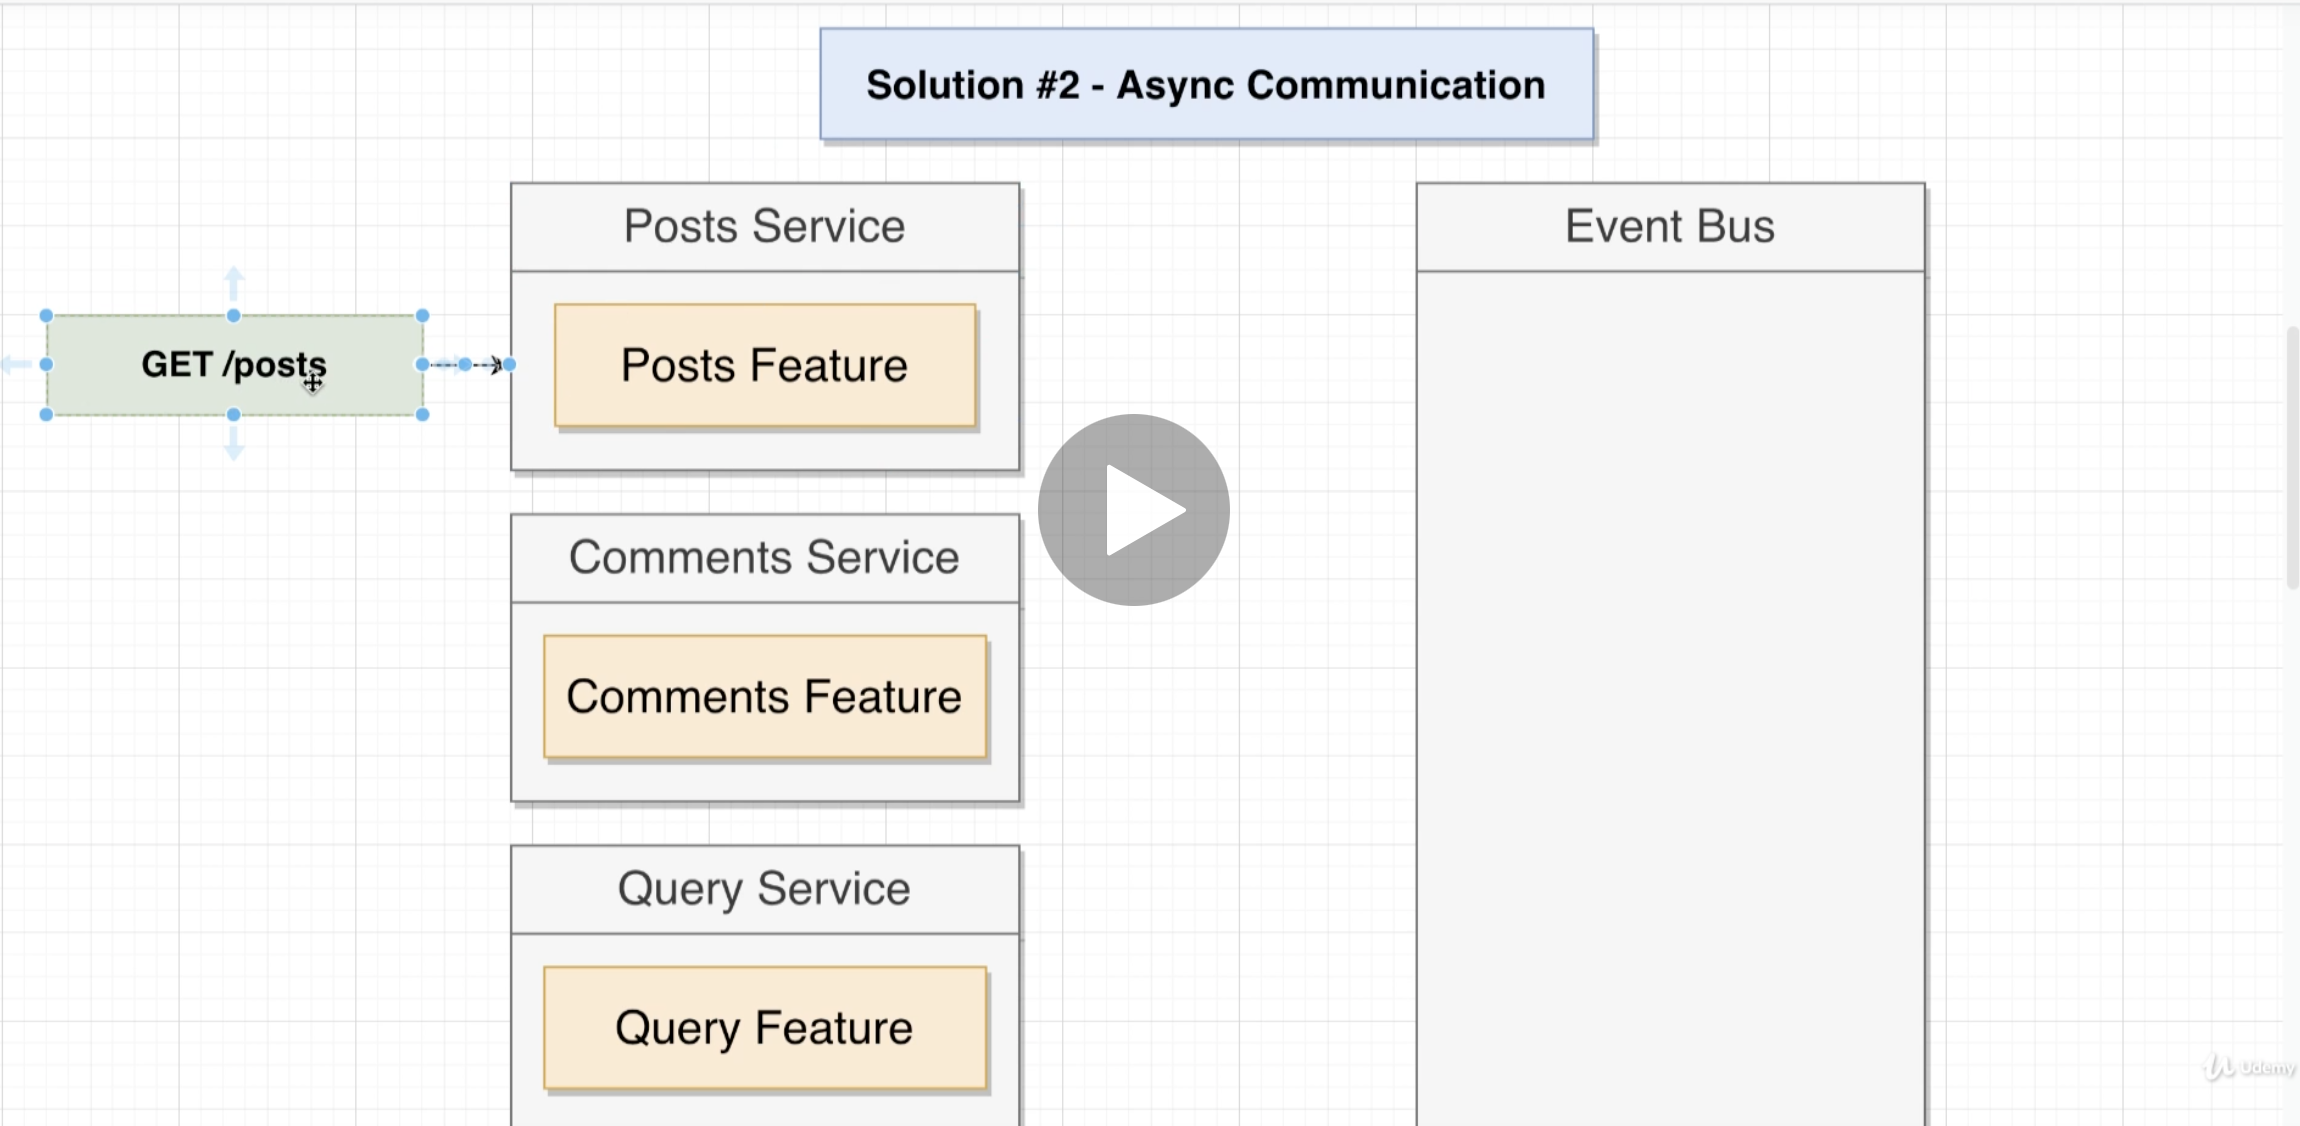 Solution #2 - Async Communication
Posts Service
Event Bus
GET /posts
Posts Feature
Comments Service
Comments Feature
Query Service
Query Feature
Udemy